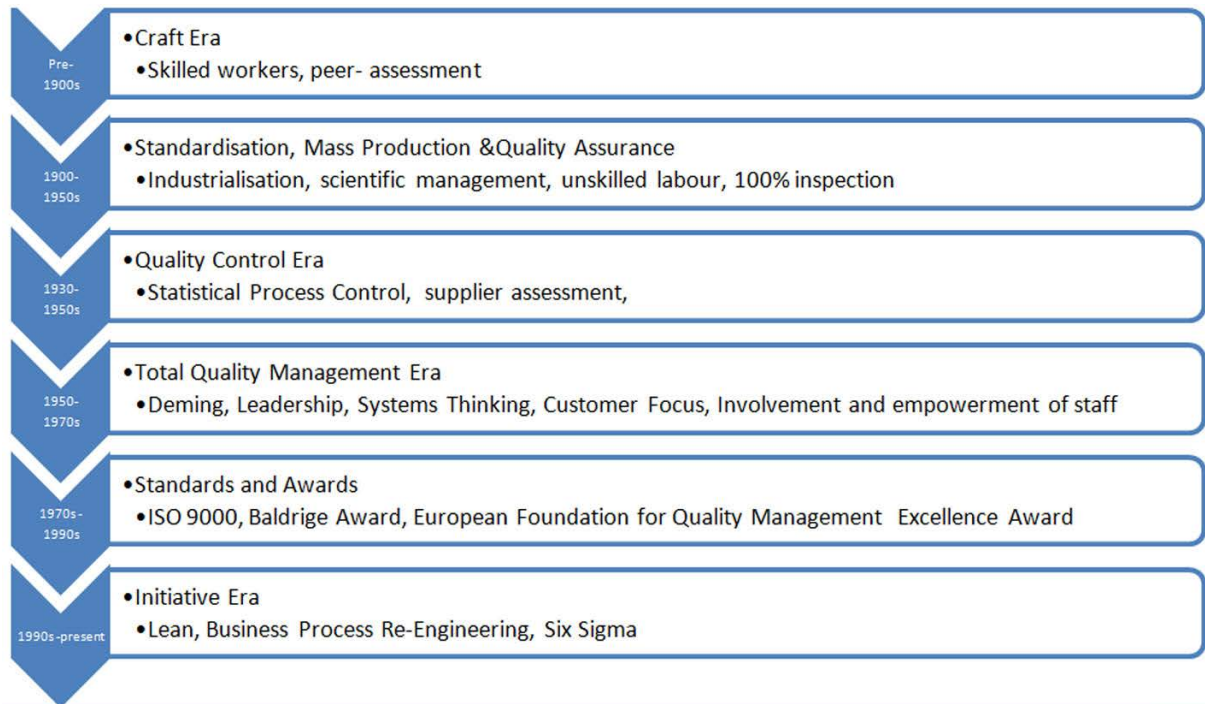 Pre-
1900s
•Craft Era
•Skilled workers, peer- assessment
1900-
1950s
•Standardisation, Mass Production &Quality Assurance
•Industrialisation, scientific management, unskilled labour, 100% inspection
1930-
1950s
•Quality Control Era
•Statistical Process Control, supplier assessment,
1950-
1970s
•Total Quality Management Era
•Deming, Leadership, Systems Thinking, Customer Focus, Involvement and empowerment of staff
1970s-
1990s
•Standards and Awards
•ISO 9000, Baldrige Award, European Foundation for Quality Management Excellence Award
1990s-present
•Initiative Era
•Lean, Business Process Re-Engineering, Six Sigma